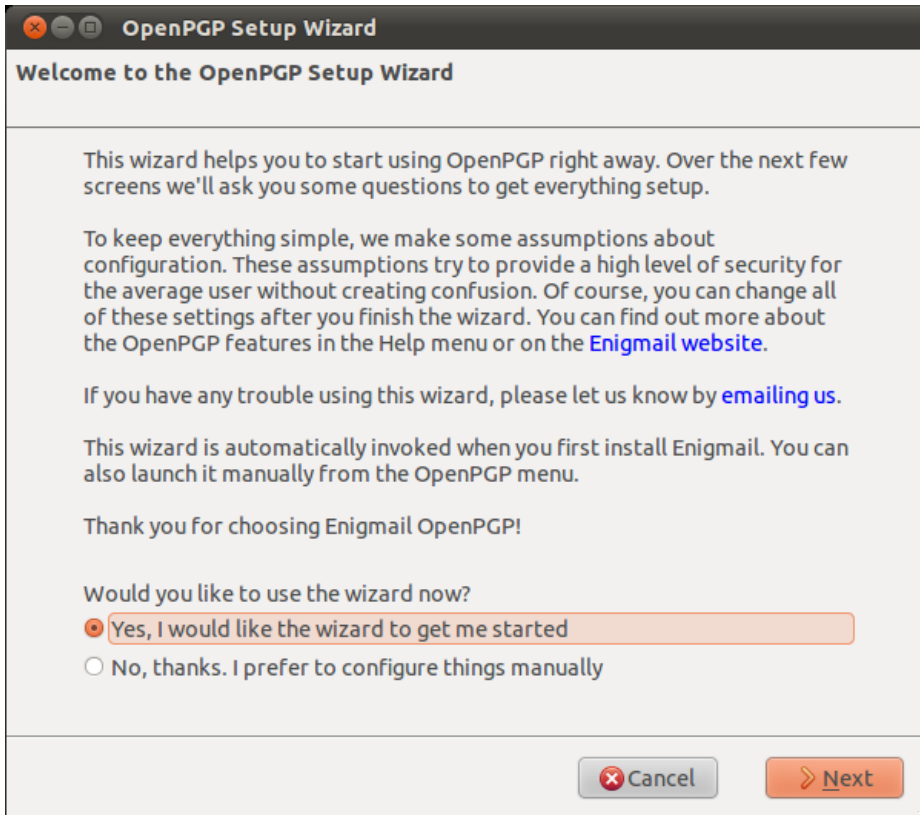 OpenPGP Setup Wizard
Welcome to the OpenPGP Setup Wizard
This wizard helps you to start using OpenPGP right away. Over the next few
screens we'll ask you some questions to get everything setup.
To keep everything simple, we make some assumptions about
configuration. These assumptions try to provide a high level of security for
the average user without creating confusion. Of course, you can change all
of these settings after you finish the wizard. You can find out more about
the OpenPGP features in the Help menu or on the Enigmail website.
If you have any trouble using this wizard, please let us know by emailing us.
This wizard is automatically invoked when you first install Enigmail. You can
also launch it manually from the OpenPGP menu.
Thank you for choosing Enigmail OpenPGP!
Would you like to use the wizard now?
Yes, I would like the wizard to get me started
No, thanks. I prefer to configure things manually
Cancel
Next